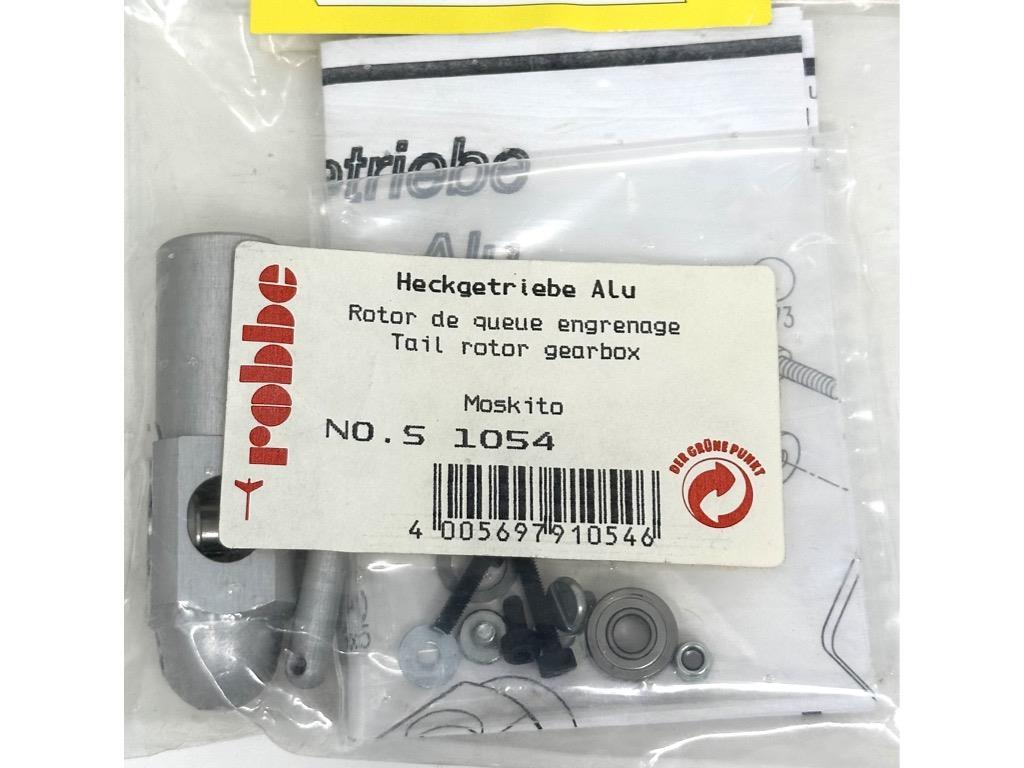 etriebe
Alu
robbe
Heckgetriebe Alu
Rotor de queue engrenage
Tail rotor gearbox
Moskito
NO.S 1054
DER GRÜNE PUNKT
4 005697 910546